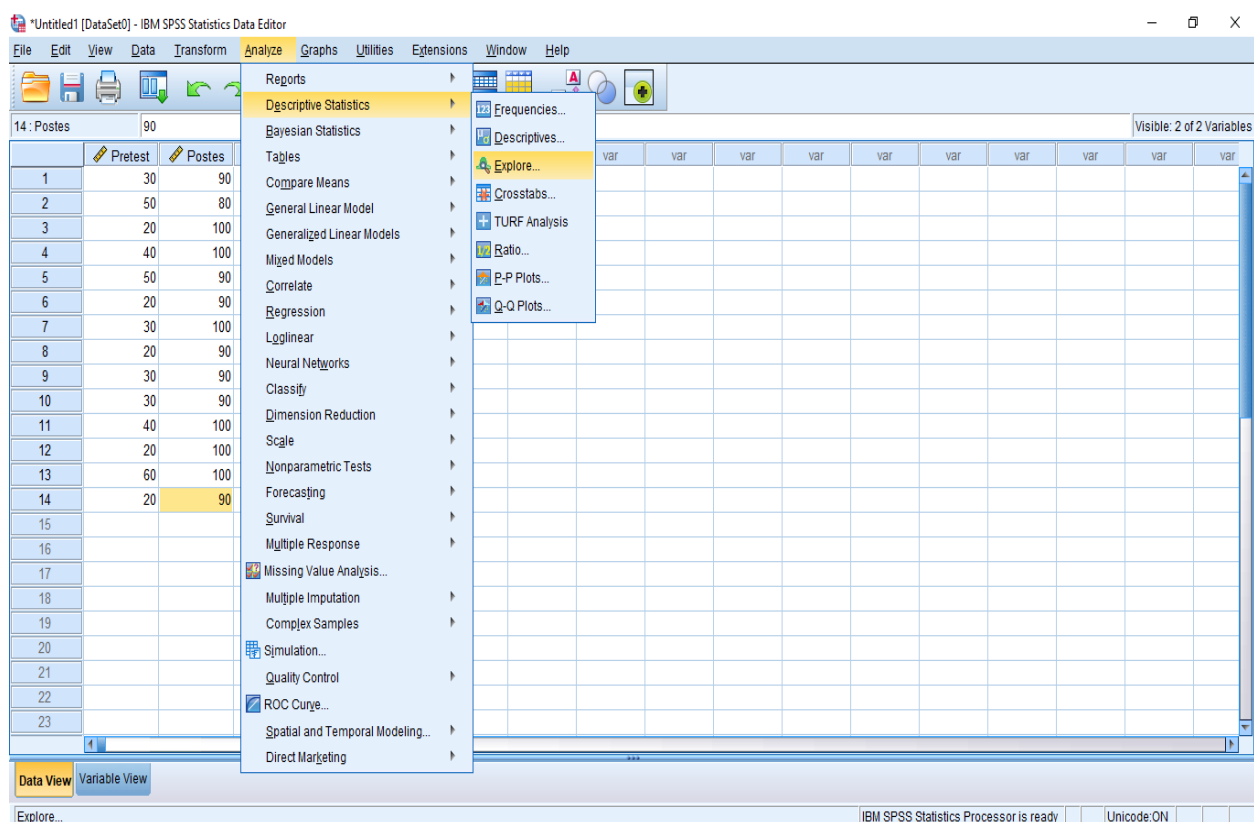 *Untitled1 [DataSet0] - IBM SPSS Statistics Data Editor
File Edit View Data Transform Analyze Graphs Utilities Extensions Window Help
14 : Postes 90
Visible: 2 of 2 Variables
Pretest Postes var var var var var var var var var var
1 30 90
2 50 80
3 20 100
4 40 100
5 50 90
6 20 90
7 30 100
8 20 90
9 30 90
10 30 90
11 40 100
12 20 100
13 60 100
14 20 90
15
16
17
18
19
20
21
22
23
Reports
Descriptive Statistics
Bayesian Statistics
Tables
Compare Means
General Linear Model
Generalized Linear Models
Mixed Models
Correlate
Regression
Loglinear
Neural Networks
Classify
Dimension Reduction
Scale
Nonparametric Tests
Forecasting
Survival
Multiple Response
Missing Value Analysis...
Multiple Imputation
Complex Samples
Simulation...
Quality Control
ROC Curve...
Spatial and Temporal Modeling...
Direct Marketing
123 Frequencies...
Descriptives...
Explore...
Crosstabs...
TURF Analysis
1/2 Ratio...
P-P Plots...
Q-Q Plots...
A
Data View Variable View
Explore...
IBM SPSS Statistics Processor is ready
Unicode:ON